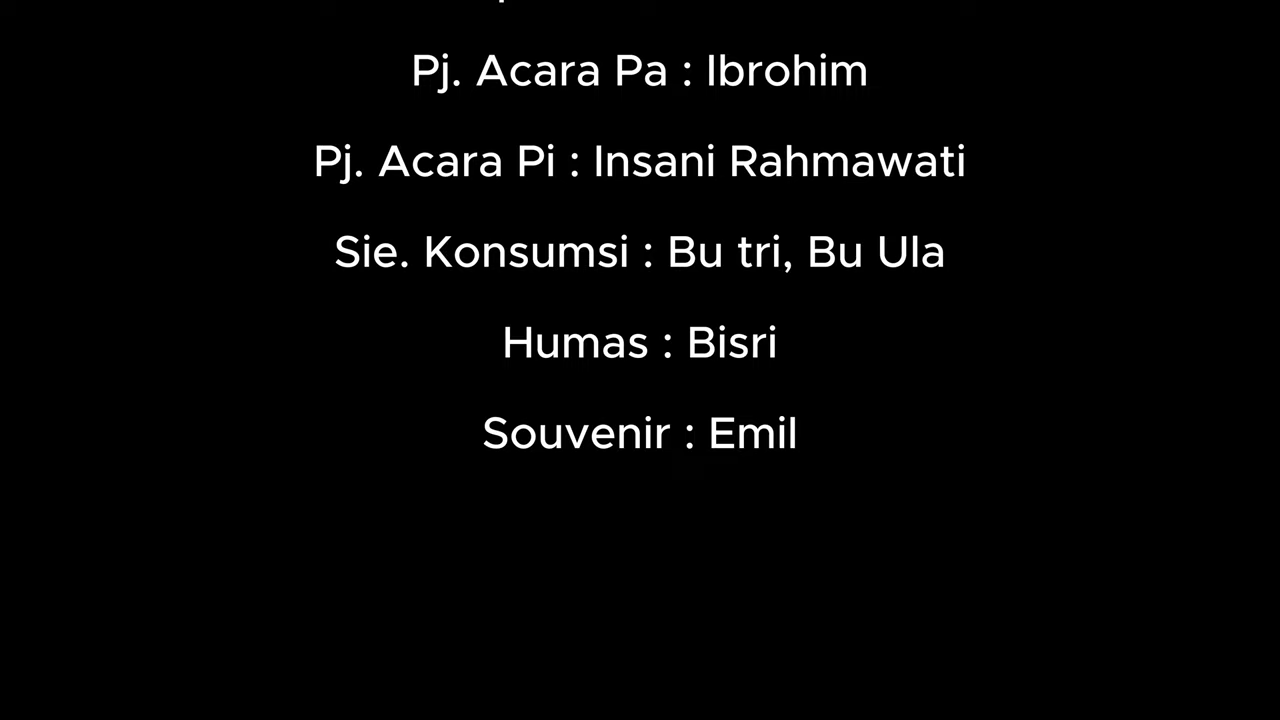 Pj. Acara Pa : Ibrohim
Pj. Acara Pi : Insani Rahmawati
Sie. Konsumsi : Bu tri, Bu Ula
Humas : Bisri
Souvenir : Emil